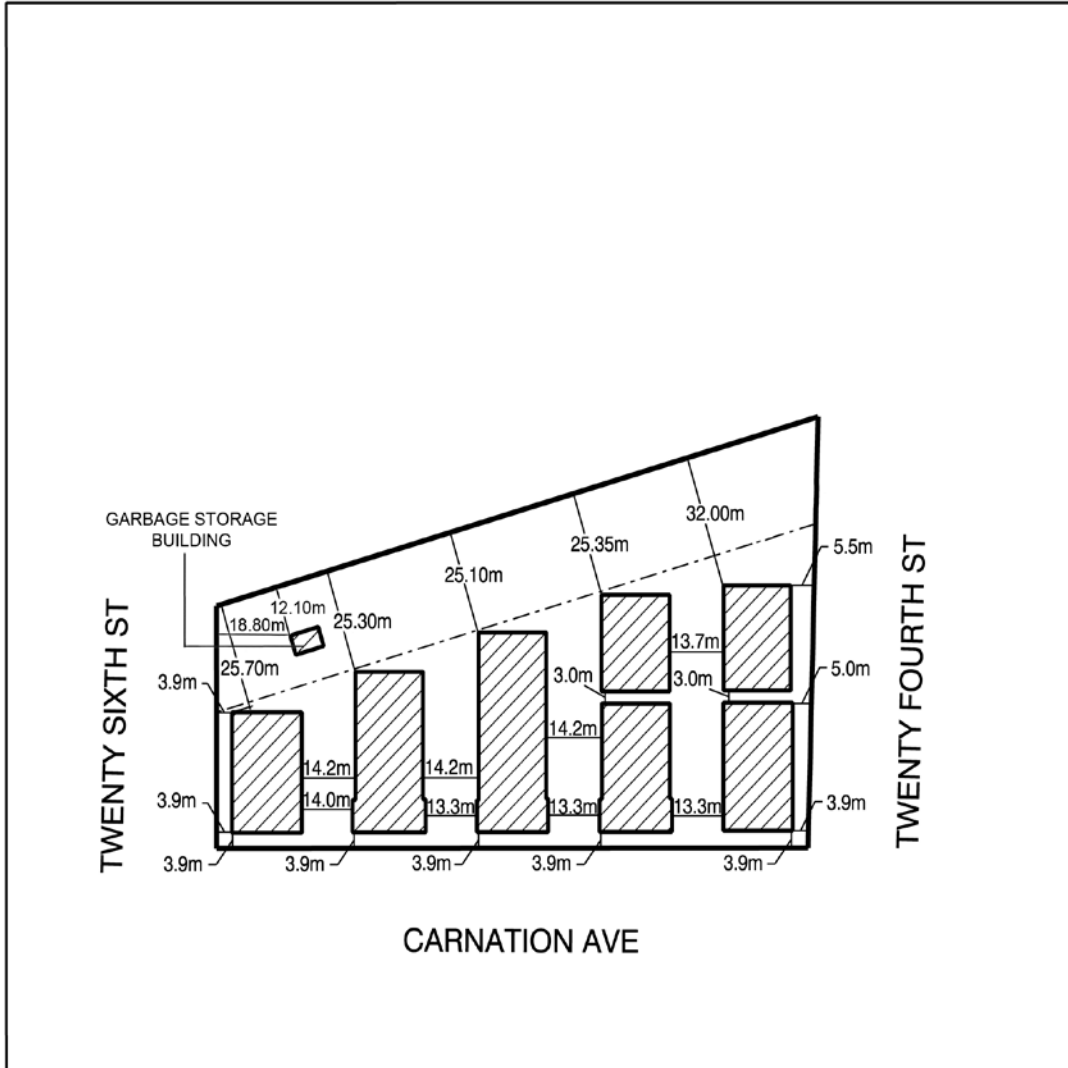 32.00m
25.35m
GARBAGE STORAGE
BUILDING
5.5m
25.10m
12.10m
18.80m
25.30m
13.7m
25.70m
3.9m
3.0m
3.0m
5.0m
14.2m
14.2m
14.2m
3.9m
14.0m
13.3m
13.3m
13.3m
3.9m
3.9m
3.9m
3.9m
3.9m
3.9m
TWENTY SIXTH ST
TWENTY FOURTH ST
CARNATION AVE